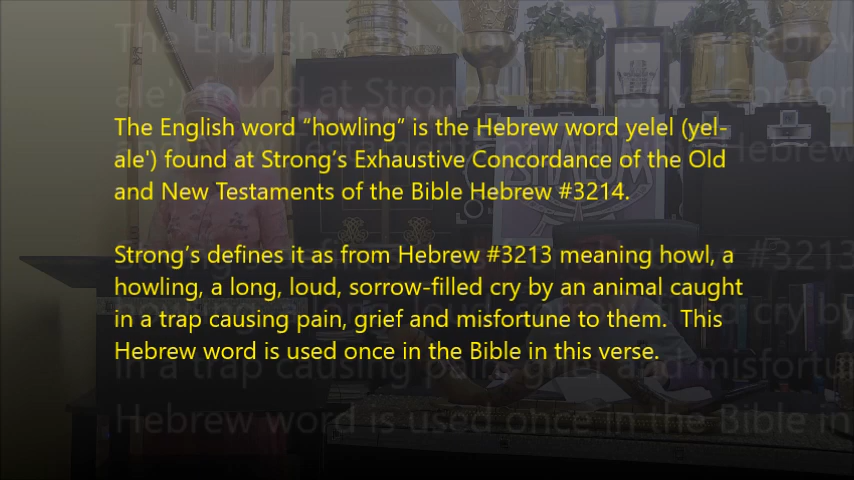 The English word “howling” is the Hebrew word yelel (yel-
ale') found at Strong’s Exhaustive Concordance of the Old
and New Testaments of the Bible Hebrew #3214.
Strong’s defines it as from Hebrew #3213 meaning howl, a
howling, a long, loud, sorrow-filled cry by an animal caught
in a trap causing pain, grief and misfortune to them.  This
Hebrew word is used once in the Bible in this verse.